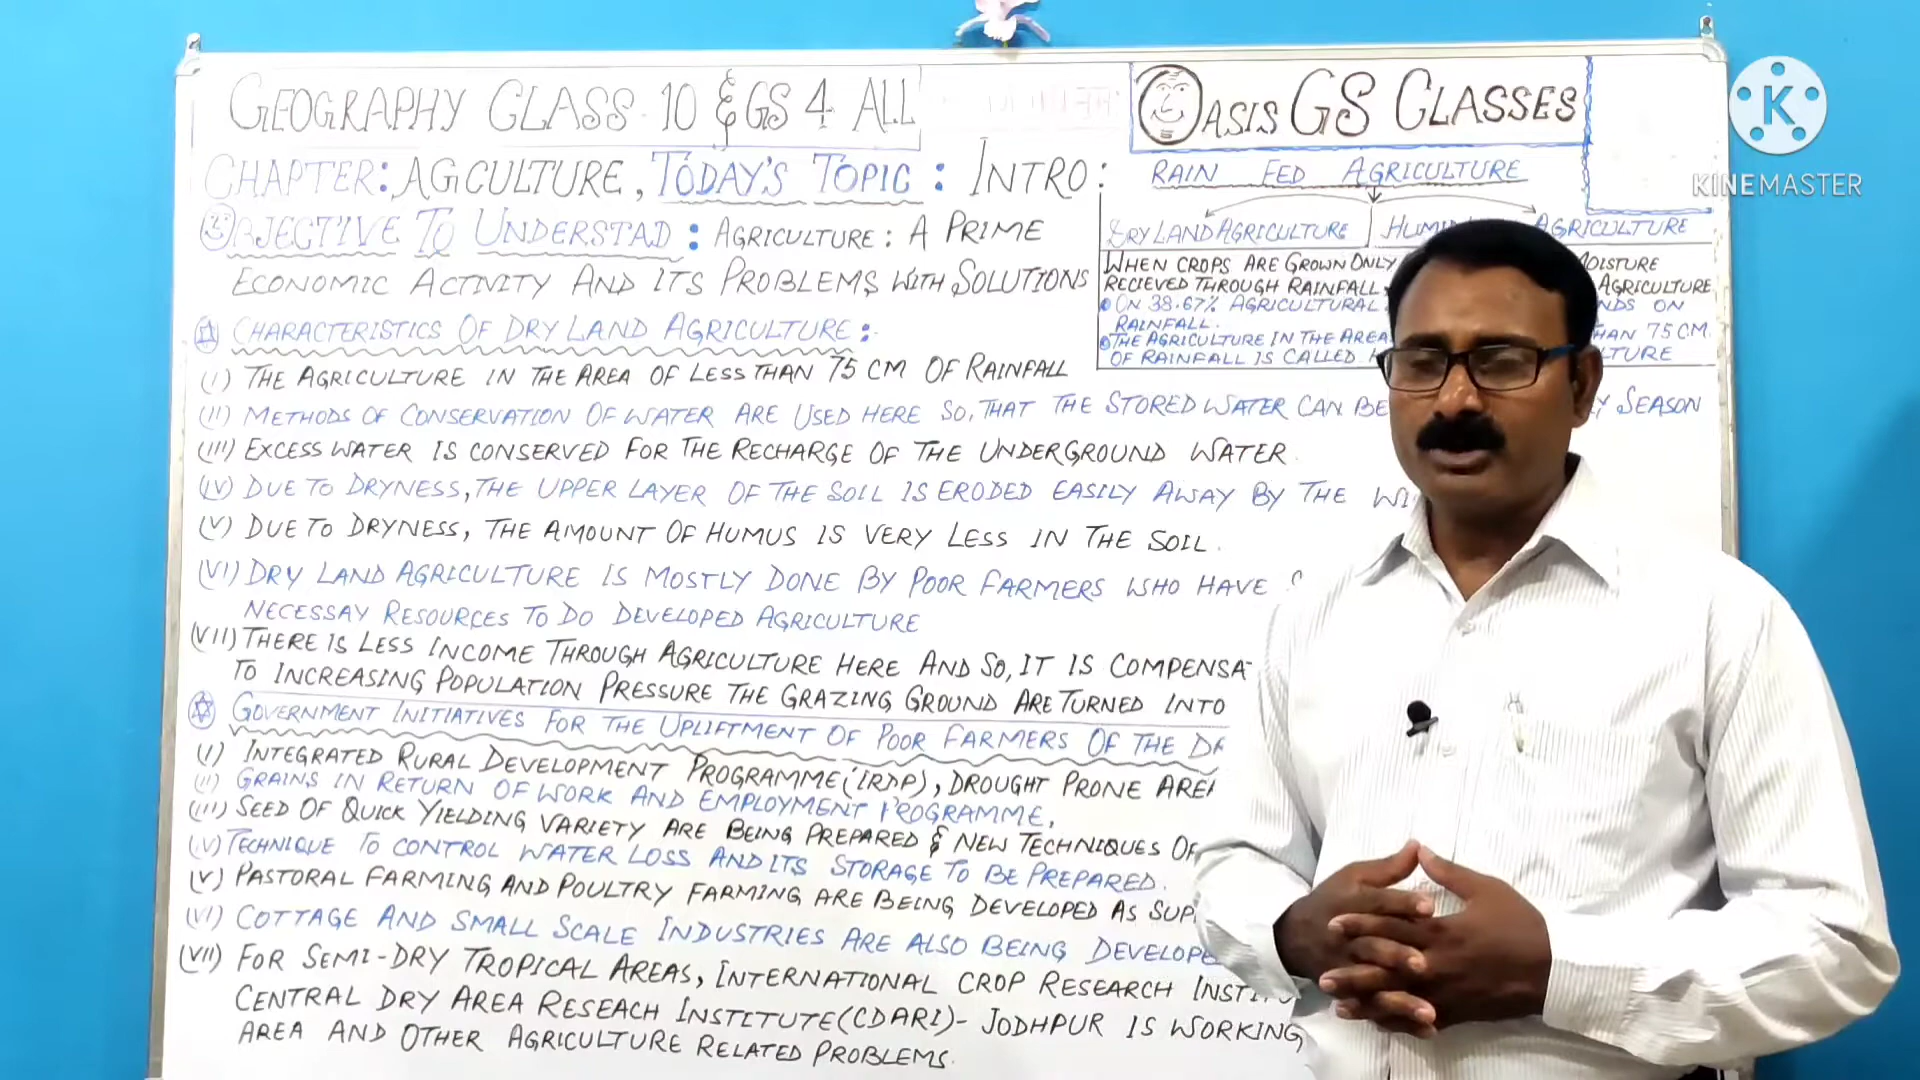 GEOGRAPHY CLASS - 10 & GS 4 ALL
OASIS GS CLASSES
KINEMASTER
CHAPTER: AGICULTURE, TODAY'S TOPIC: INTRO:
OBJECTIVE TO UNDERSTAD: AGRICULTURE: A PRIME
ECONOMIC ACTIVITY AND ITS PROBLEMS WITH SOLUTIONS
RAIN FED AGRICULTURE
DRY LAND AGRICULTURE
AGRICULTURE
WHEN CROPS ARE GROWN ONLY MOISTURE
RECIEVED THROUGH RAINFALL, AGRICULTURE
ON 38.67% AGRICULTURAL ON
RAINFALL.
THE AGRICULTURE IN THE AREA THAN 75 CM
OF RAINFALL IS CALLED
CHARACTERISTICS OF DRY LAND AGRICULTURE:-
(I) THE AGRICULTURE IN THE AREA OF LESS THAN 75 CM OF RAINFALL
(II) METHODS OF CONSERVATION OF WATER ARE USED HERE SO, THAT THE STORED WATER CAN BE SEASON
(III) EXCESS WATER IS CONSERVED FOR THE RECHARGE OF THE UNDERGROUND WATER.
(IV) DUE TO DRYNESS, THE UPPER LAYER OF THE SOIL IS ERODED EASILY AWAY BY THE
(V) DUE TO DRYNESS, THE AMOUNT OF HUMUS IS VERY LESS IN THE SOIL.
(VI) DRY LAND AGRICULTURE IS MOSTLY DONE BY POOR FARMERS WHO HAVE
NECESSAY RESOURCES TO DO DEVELOPED AGRICULTURE
(VII) THERE IS LESS INCOME THROUGH AGRICULTURE HERE AND SO, IT IS
TO INCREASING POPULATION PRESSURE THE GRAZING GROUND ARE TURNED INTO
GOVERNMENT INITIATIVES FOR THE UPLIFTMENT OF POOR FARMERS OF THE
(I) INTEGRATED RURAL DEVELOPMENT PROGRAMME (IRDP), DROUGHT PRONE
(II) GRAINS IN RETURN OF WORK AND EMPLOYMENT PROGRAMME,
(III) SEED OF QUICK YIELDING VARIETY ARE BEING PREPARED & NEW TECHNIQUES OF
(IV) TECHNIQUE TO CONTROL WATER LOSS AND ITS STORAGE TO BE PREPARED.
(V) PASTORAL FARMING AND POULTRY FARMING ARE BEING DEVELOPED AS
(VI) COTTAGE AND SMALL SCALE INDUSTRIES ARE ALSO BEING
(VII) FOR SEMI-DRY TROPICAL AREAS, INTERNATIONAL CROP RESEARCH
CENTRAL DRY AREA RESEACH INSTITUTE (CDARI) - JODHPUR IS WORKING
AREA AND OTHER AGRICULTURE RELATED PROBLEMS.